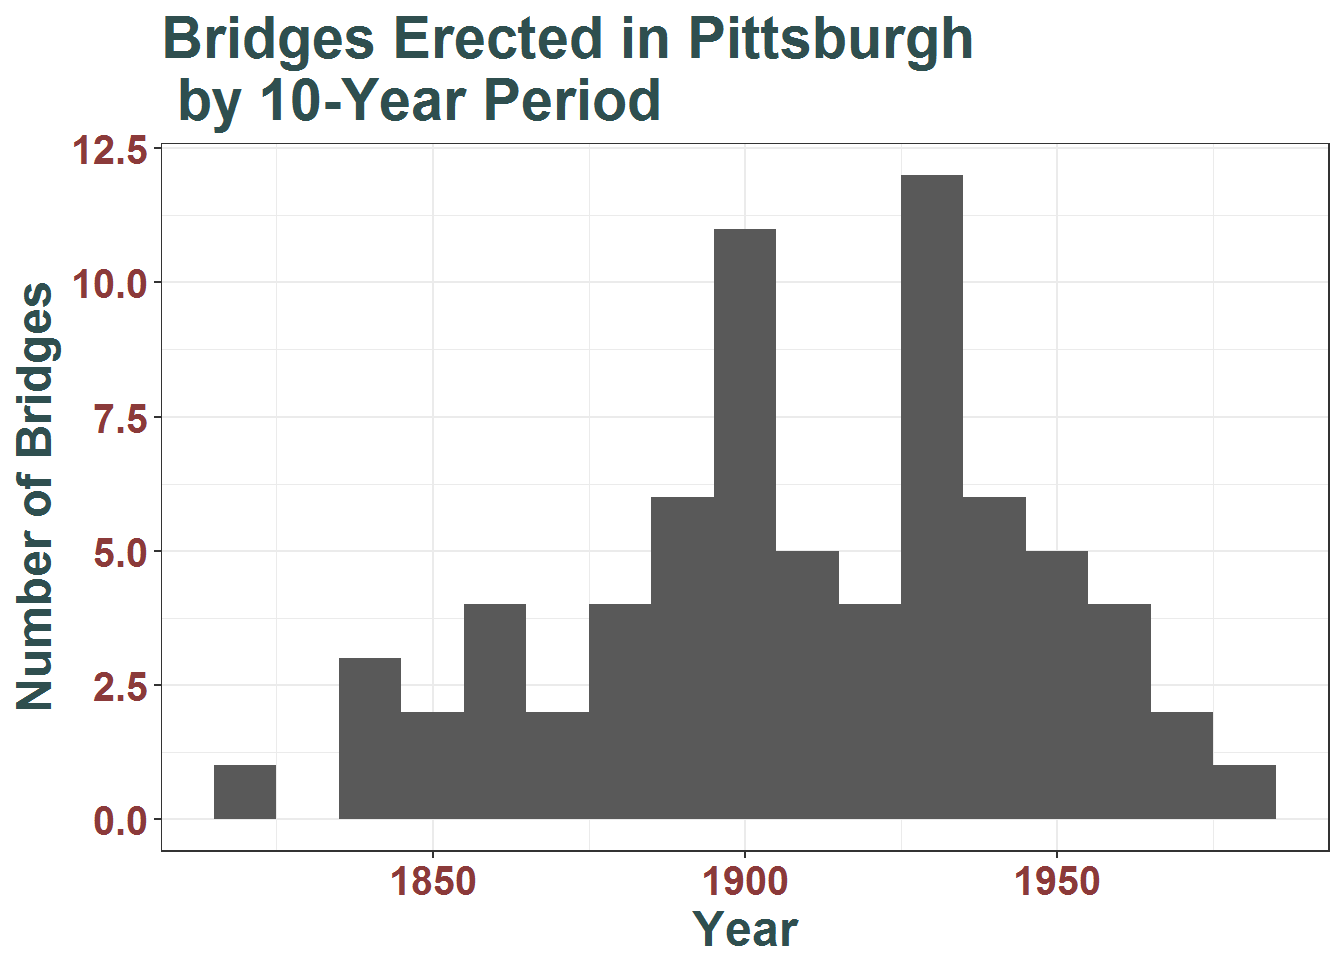 Bridges Erected in Pittsburgh
by 10-Year Period
12.5
10.0
7.5
5.0
2.5
0.0
Number of Bridges
1850
1900
1950
Year